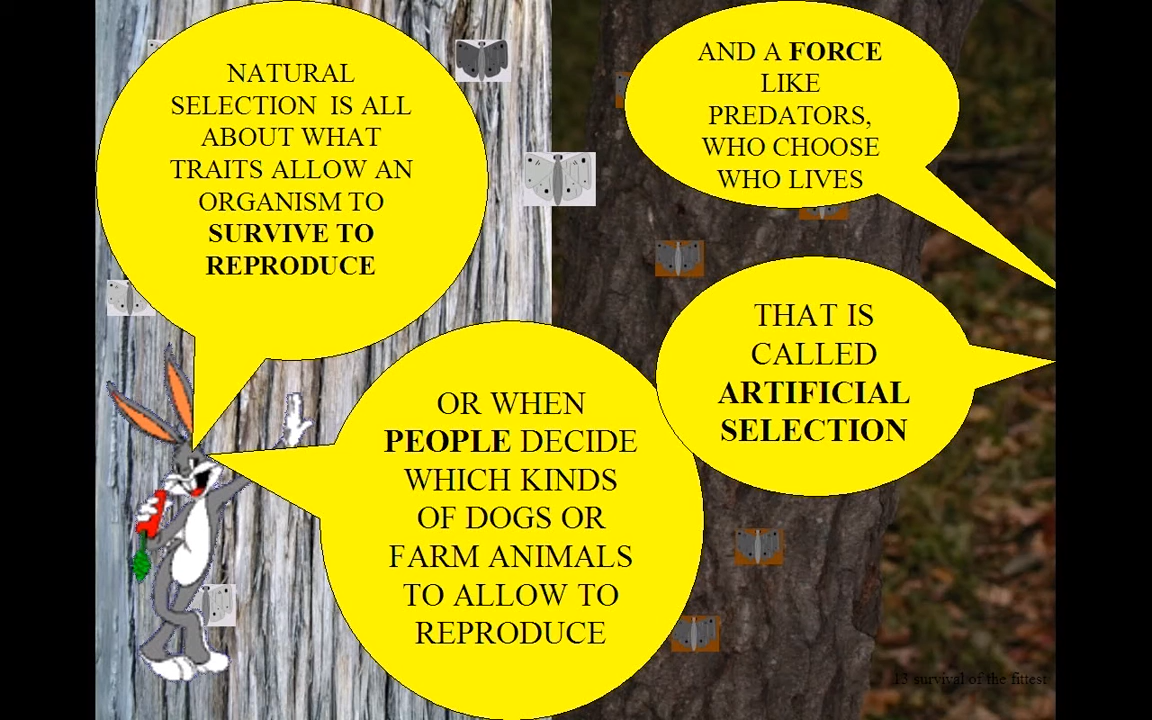 NATURAL
SELECTION IS ALL
ABOUT WHAT
TRAITS ALLOW AN
ORGANISM TO
SURVIVE TO
REPRODUCE
AND A FORCE
LIKE
PREDATORS,
WHO CHOOSE
WHO LIVES
OR WHEN
PEOPLE DECIDE
WHICH KINDS
OF DOGS OR
FARM ANIMALS
TO ALLOW TO
REPRODUCE
THAT IS
CALLED
ARTIFICIAL
SELECTION
13 survival of the fittest